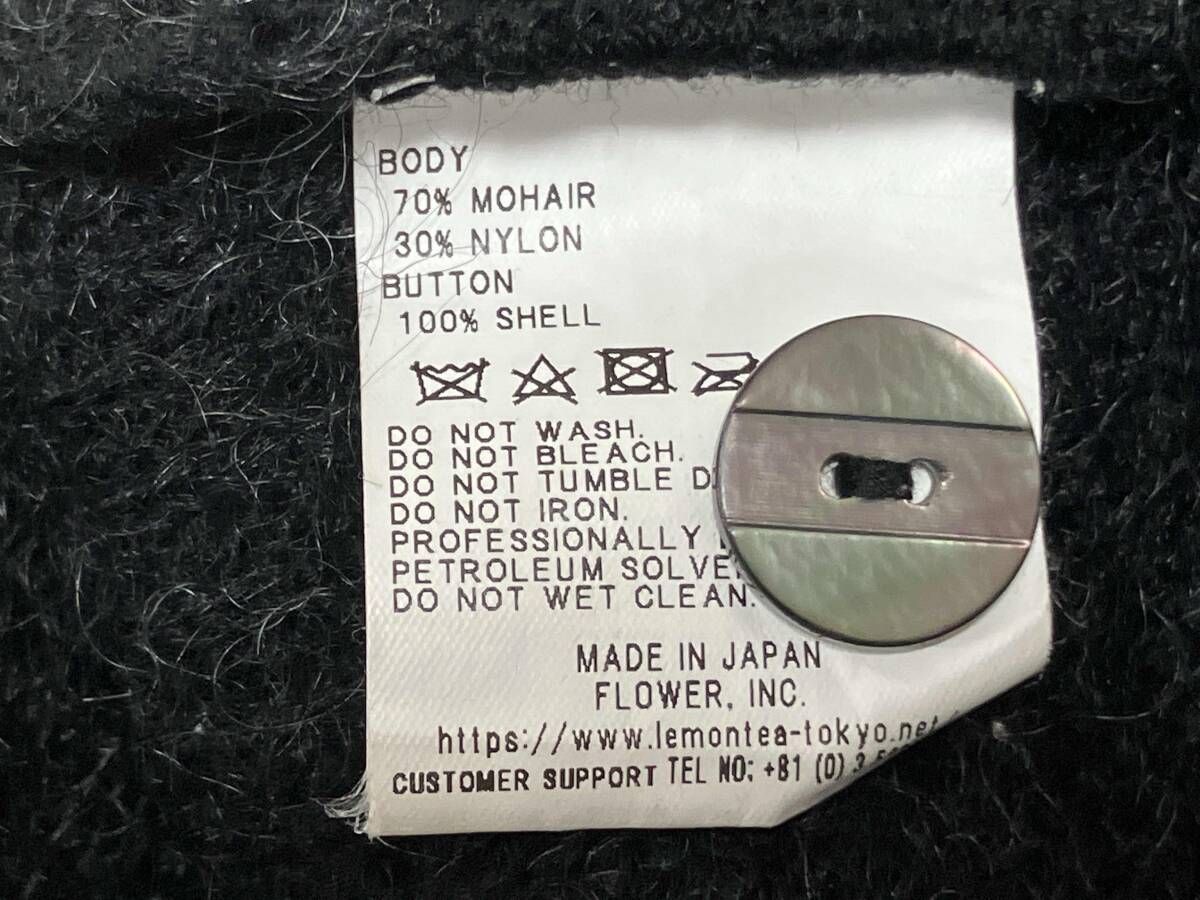 BODY
70% MOHAIR
30% NYLON
BUTTON
100% SHELL
DO NOT WASH.
DO NOT BLEACH.
DO NOT TUMBLE
DO NOT IRON.
PROFESSIONALLY
PETROLEUM
DO NOT WET CLEAN.
MADE IN JAPAN
FLOWER, INC.
https://www.lemontea-tokyo.net
CUSTOMER SUPPORT TEL NO: +81 (0) 3